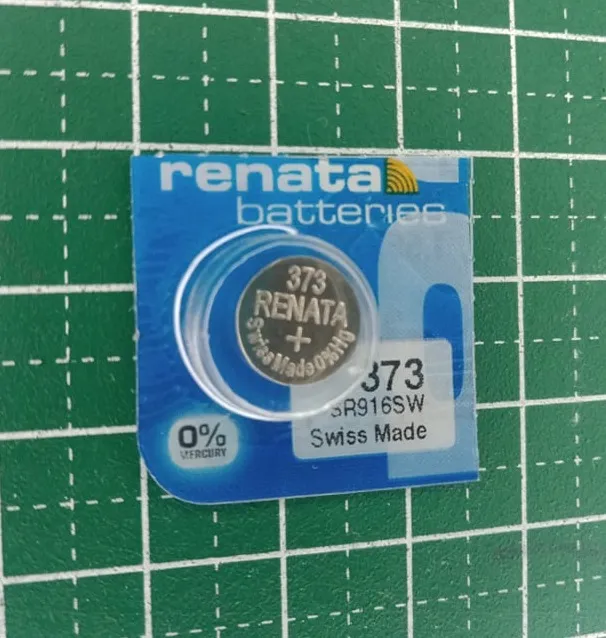 renata
batteries
373
RENATA
+
Swiss Made 0%Hg
373
SR916SW
Swiss Made
0%
MERCURY